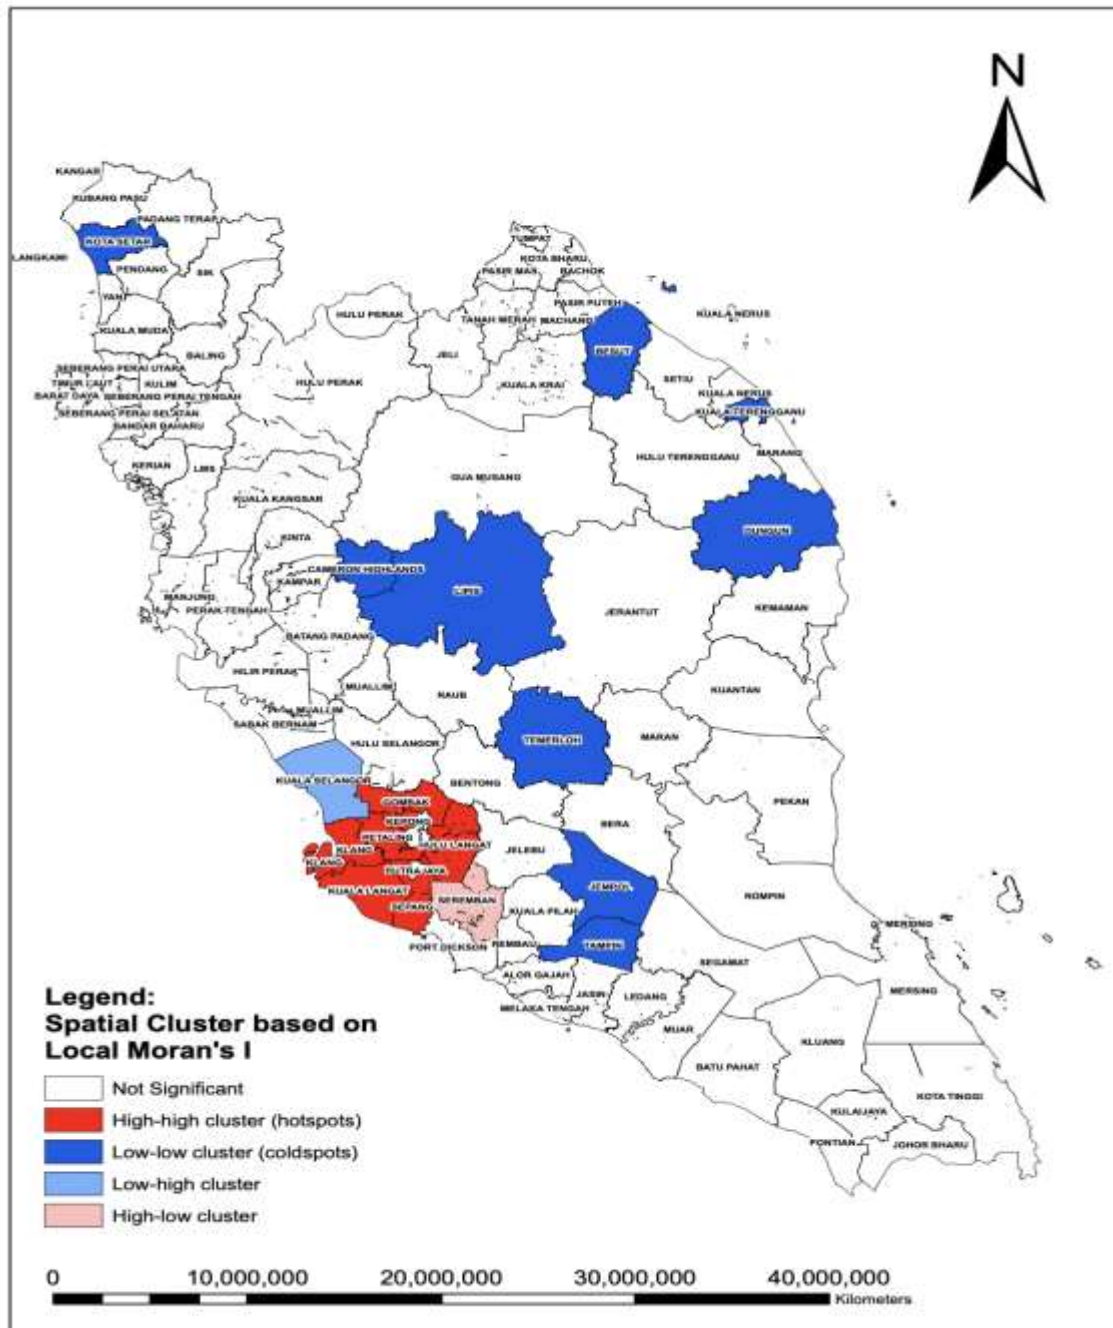 N
KANGAR
KUBANG PASU
PADANG TERAP
KOTA SETAR
LANGKAWI
PENDANG
SIK
YAN
KUALA MUDA
BALING
SEBERANG PERAI UTARA
TIMUR LAUT
KULIM
BARAT DAYA
SEBERANG PERAI TENGAH
SEBERANG PERAI SELATAN
BANDAR BAHARU
KERIAN
LMS
HULU PERAK
HULU PERAK
TUMPAT
KOTA BHARU
PASIR MAS
BACHOK
PASIR PUTEH
TANAH MERAH
MACHANG
JELI
KUALA KRAI
BESUT
KUALA NERUS
SETIU
KUALA NERUS
KUALA TERENGGANU
MARANG
HULU TERENGGANU
GUA MUSANG
KUALA KANGSAR
DUNGUN
KINTA
CAMERON HIGHLANDS
KAMPAR
LIPIS
MANJUNG
PERAK TENGAH
JERANTUT
KEMAMAN
BATANG PADANG
HILIR PERAK
MUALLIM
RAUB
KUANTAN
MUALLIM
SABAK BERNAM
HULU SELANGOR
TEMERLOH
MARAN
KUALA SELANGOR
BENTONG
PEKAN
GOMBAK
KEPONG
BERA
PETALING
HULU LANGAT
JELEBU
KLANG
KLANG
PUTRAJAYA
KUALA LANGAT
JEMPOL
SEREMBAN
SEPANG
KUALA PILAH
ROMPIN
MERSING
PORT DICKSON
REMBAU
TAMPIN
SEGAMAT
ALOR GAJAH
MERSING
JASIN
LEDANG
MELAKA TENGAH
MUAR
KLUANG
BATU PAHAT
KOTA TINGGI
KULAIJAYA
PONTIAN
JOHOR BHARU
Legend:
Spatial Cluster based on
Local Moran's I
Not Significant
High-high cluster (hotspots)
Low-low cluster (coldspots)
Low-high cluster
High-low cluster
0 10,000,000 20,000,000 30,000,000 40,000,000
Kilometers